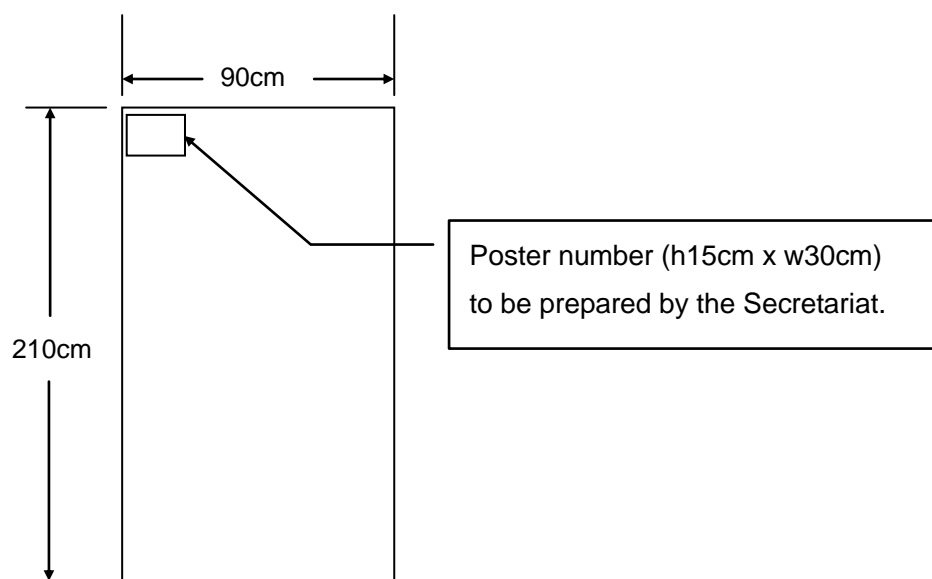 90cm
Poster number (h15cm x w30cm)
to be prepared by the Secretariat.
210cm